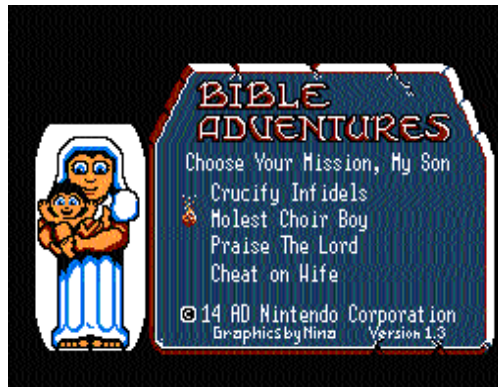 BIBLE
ADVENTURES
Choose Your Mission, My Son
Crucify Infidels
Molest Choir Boy
Praise The Lord
Cheat on Wife
© 14 AD Nintendo Corporation
Graphics by Nina Version 1.3